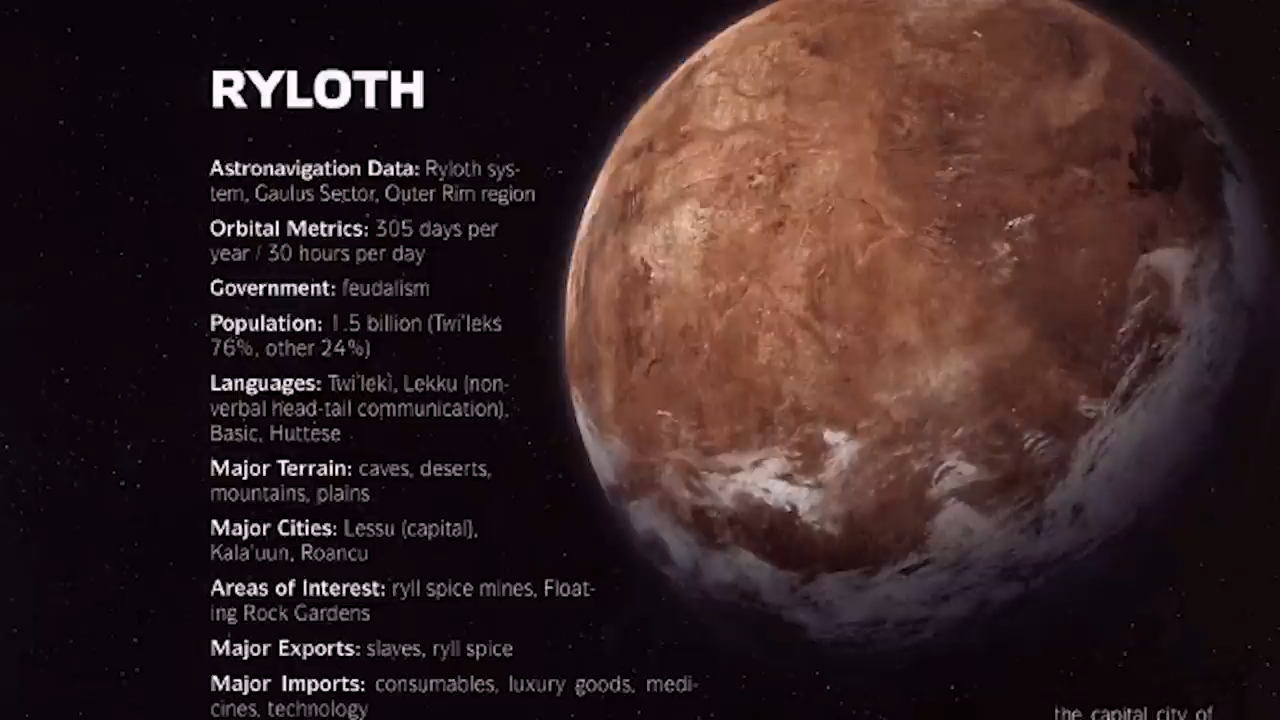 RYLOTH
Astronavigation Data: Ryloth sys-
tem, Gaulus Sector, Outer Rim region
Orbital Metrics: 305 days per
year / 30 hours per day
Government: feudalism
Population: 1.5 billion (Twi'leks
76%, other 24%)
Languages: Twi'leki, Lekku (non-
verbal head-tail communication),
Basic, Huttese
Major Terrain: caves, deserts,
mountains, plains
Major Cities: Lessu (capital),
Kala'uun, Roancu
Areas of Interest: ryll spice mines, Float-
ing Rock Gardens
Major Exports: slaves, ryll spice
Major Imports: consumables, luxury goods, medi-
cines, technology
the capital city of